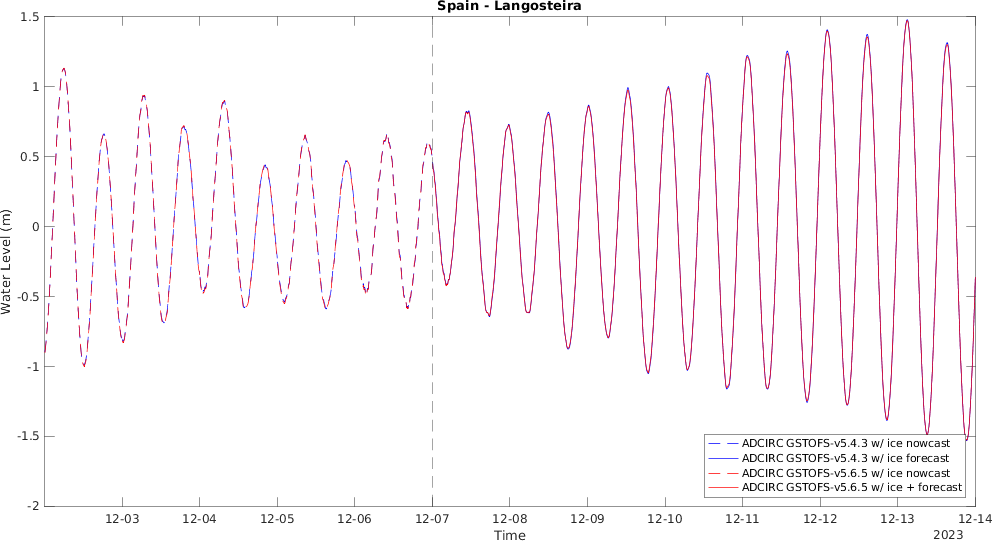 Spain - Langosteira
1.5
1
0.5
0
-0.5
-1
-1.5
-2
Water Level (m)
12-03 12-04 12-05 12-06 12-07 12-08 12-09 12-10 12-11 12-12 12-13 12-14
Time
2023
ADCIRC GSTOFS-v5.4.3 w/ ice nowcast
ADCIRC GSTOFS-v5.4.3 w/ ice forecast
ADCIRC GSTOFS-v5.6.5 w/ ice nowcast
ADCIRC GSTOFS-v5.6.5 w/ ice + forecast